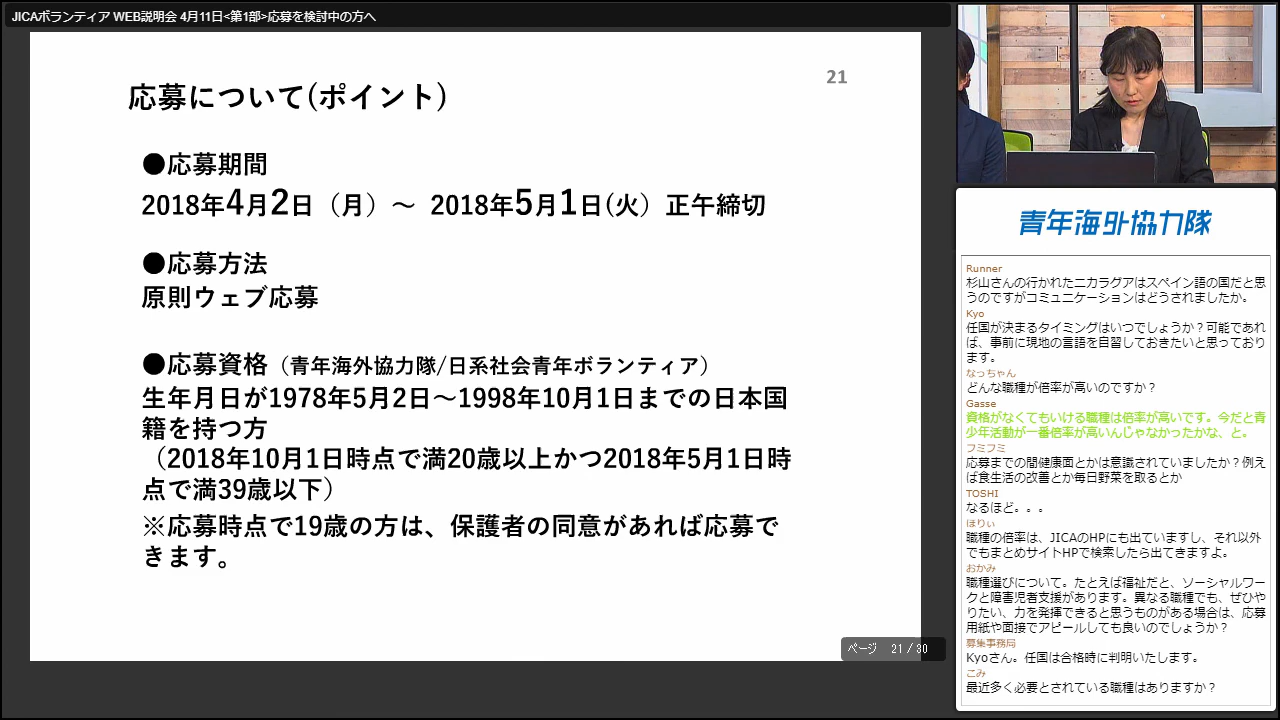 JICAボランティア WEB説明会 4月11日<第1部>応募を検討中の方へ
21
応募について(ポイント)
●応募期間
2018年4月2日（月）～ 2018年5月1日(火）正午締切
●応募方法
原則ウェブ応募
●応募資格（青年海外協力隊/日系社会青年ボランティア）
生年月日が1978年5月2日～1998年10月1日までの日本国
籍を持つ方
（2018年10月1日時点で満20歳以上かつ2018年5月1日時
点で満39歳以下）
※応募時点で19歳の方は、保護者の同意があれば応募で
きます。
ページ 21 / 30
青年海外協力隊
Runner
杉山さんの行かれたニカラグアはスペイン語の国だと思
うのですがコミュニケーションはどうされましたか。
Kyo
任国が決まるタイミングはいつでしょうか？可能であれ
ば、事前に現地の言語を自習しておきたいと思っており
ます。
なっちゃん
どんな職種が倍率が高いのですか？
Gasse
資格がなくてもいける職種は倍率が高いです。今だと青
少年活動が一番倍率が高いんじゃなかったかな、と。
フミフミ
応募までの間健康面とかは意識されていましたか？例え
ば食生活の改善とか毎日野菜を取るとか
TOSHI
なるほど。。。
ほりぃ
職種の倍率は、JICAのHPにも出ていますし、それ以外
でもまとめサイトHPで検索したら出てきますよ。
おかみ
職種選びについて。たとえば福祉だと、ソーシャルワー
クと障害児者支援があります。異なる職種でも、ぜひや
りたい、力を発揮できると思うものがある場合は、応募
用紙や面接でアピールしても良いのでしょうか？
募集事務局
Kyoさん。任国は合格時に判明いたします。
こみ
最近多く必要とされている職種はありますか？